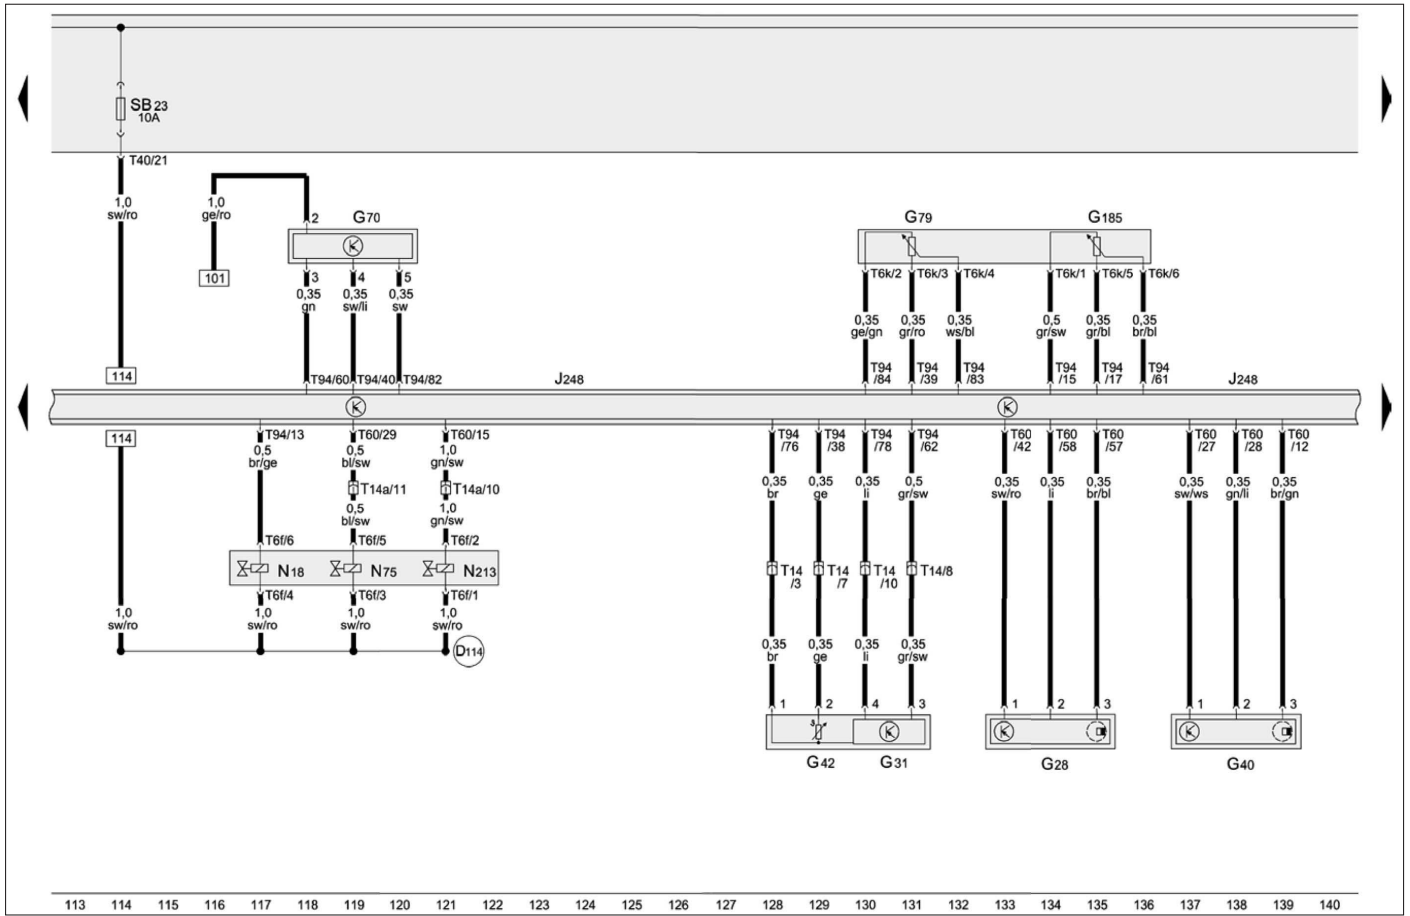 SB 23
10A
T40/21
1,0
sw/ro
1,0
ge/ro
2
G70
G79
G185
101
3
4
5
0,35
gn
0,35
sw/li
0,35
sw
T6k/2
T6k/3
T6k/4
T6k/1
T6k/5
T6k/6
0,35
ge/gn
0,35
gr/ro
0,35
ws/bl
0,5
gr/sw
0,35
gr/bl
0,35
br/bl
114
T94/60
T94/40
T94/82
J248
T94
/84
T94
/39
T94
/83
T94
/15
T94
/17
T94
/61
J248
114
T94/13
T60/29
T60/15
T94
/76
T94
/38
T94
/78
T94
/62
T60
/42
T60
/58
T60
/57
T60
/27
T60
/28
T60
/12
0,5
br/ge
0,5
bl/sw
1,0
gn/sw
0,35
br
0,35
ge
0,35
li
0,5
gr/sw
0,35
sw/ro
0,35
li
0,35
br/bl
0,35
sw/ws
0,35
gn/li
0,35
br/gn
T14a/11
T14a/10
0,5
bl/sw
1,0
gn/sw
T6f/6
T6f/5
T6f/2
N18
N75
N213
T14
/3
T14
/7
T14
/10
T14/8
T6f/4
T6f/3
T6f/1
1,0
sw/ro
1,0
sw/ro
1,0
sw/ro
1,0
sw/ro
D114
0,35
br
0,35
ge
0,35
li
0,35
gr/sw
1
2
4
3
1
2
3
1
2
3
G42
G31
G28
G40
113 114 115 116 117 118 119 120 121 122 123 124 125 126 127 128 129 130 131 132 133 134 135 136 137 138 139 140